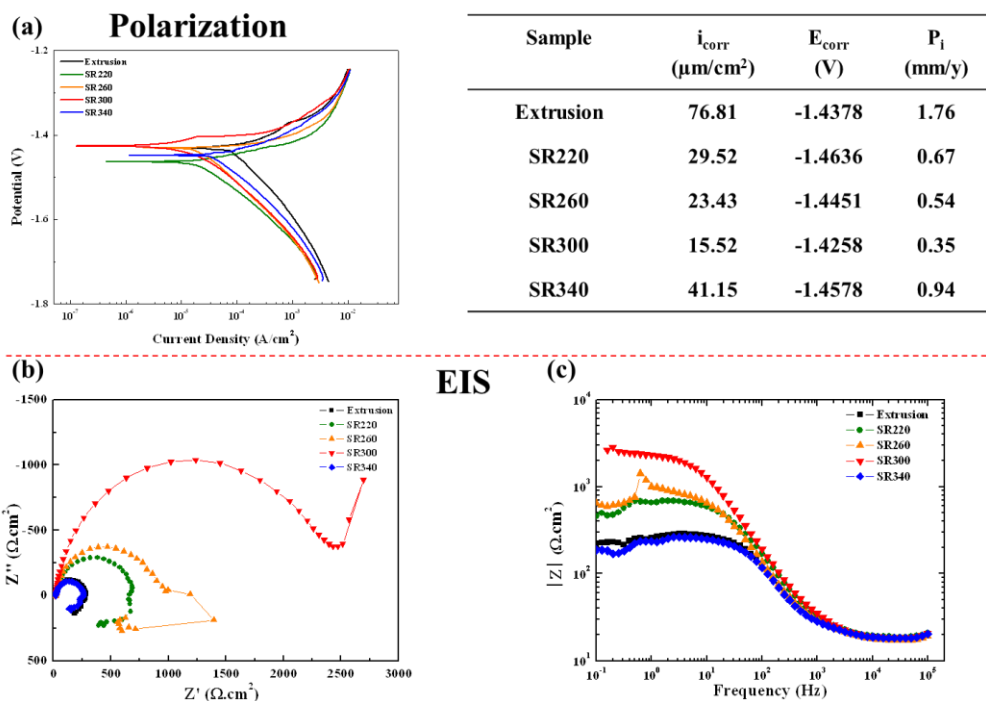 (a) Polarization
-1.2
-1.4
-1.6
-1.8
Potential (V)
Extrusion
SR220
SR260
SR300
SR340
10⁻⁷ 10⁻⁶ 10⁻⁵ 10⁻⁴ 10⁻³ 10⁻²
Current Density (A/cm²)
Sample i_corr E_corr P_i
(μm/cm²) (V) (mm/y)
Extrusion 76.81 -1.4378 1.76
SR220 29.52 -1.4636 0.67
SR260 23.43 -1.4451 0.54
SR300 15.52 -1.4258 0.35
SR340 41.15 -1.4578 0.94
EIS
(b)
-1500
-1000
-500
0
500
Z'' (Ω.cm²)
Extrusion
SR220
SR260
SR300
SR340
0 500 1000 1500 2000 2500 3000
Z' (Ω.cm²)
(c)
10⁴
10³
10²
10¹
|Z| (Ω.cm²)
Extrusion
SR220
SR260
SR300
SR340
10⁻¹ 10⁰ 10¹ 10² 10³ 10⁴ 10⁵
Frequency (Hz)